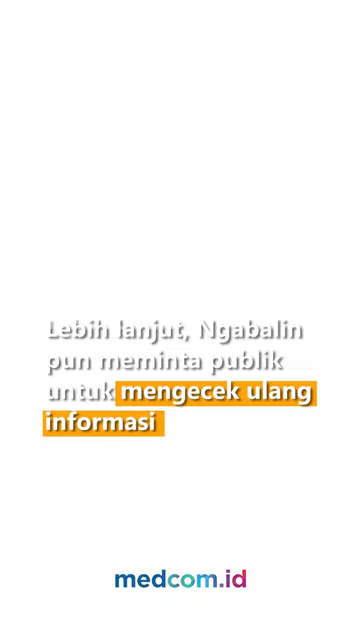 Lebih lanjut, Ngabalin
pun meminta publik
untuk mengecek ulang
informasi
medcom.id